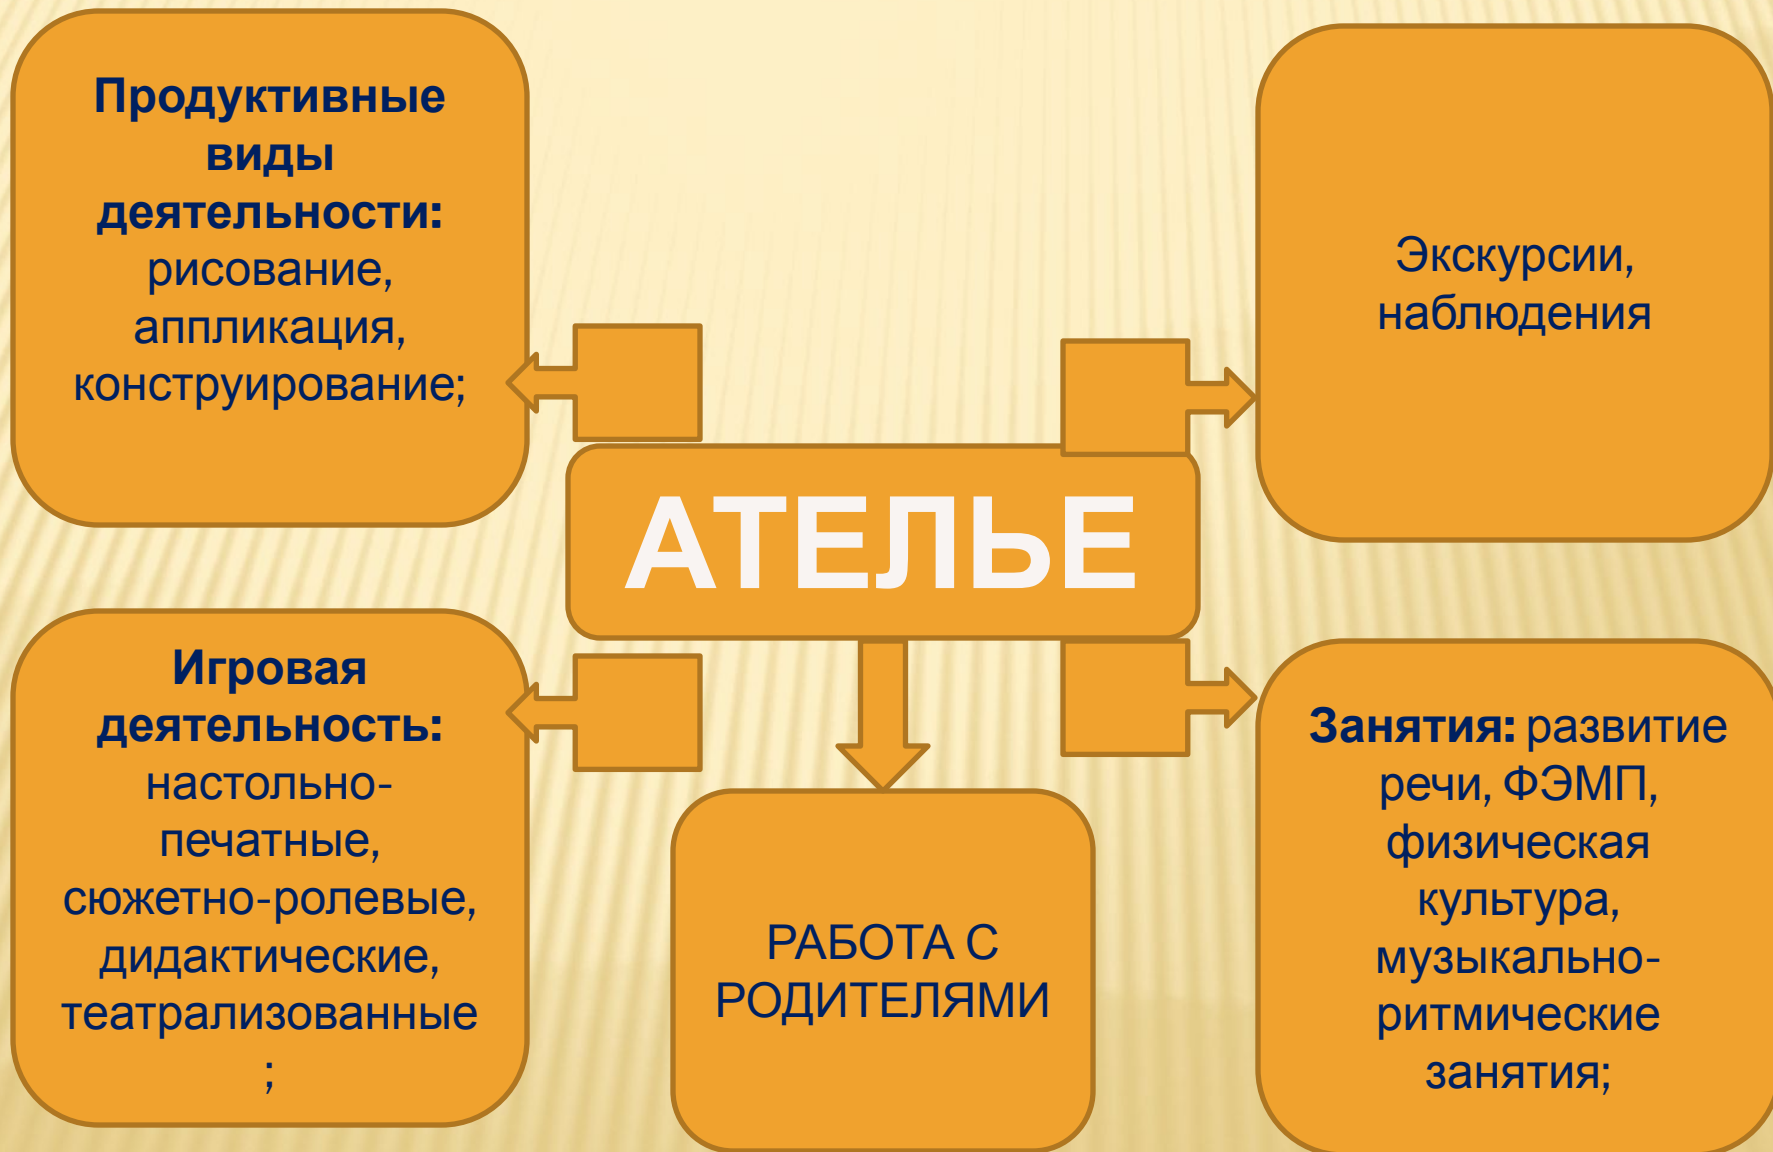 Продуктивные
виды
деятельности:
рисование,
аппликация,
конструирование;
Экскурсии,
наблюдения
АТЕЛЬЕ
Игровая
деятельность:
настольно-
печатные,
сюжетно-ролевые,
дидактические,
театрализованные
;
РАБОТА С
РОДИТЕЛЯМИ
Занятия: развитие
речи, ФЭМП,
физическая
культура,
музыкально-
ритмические
занятия;